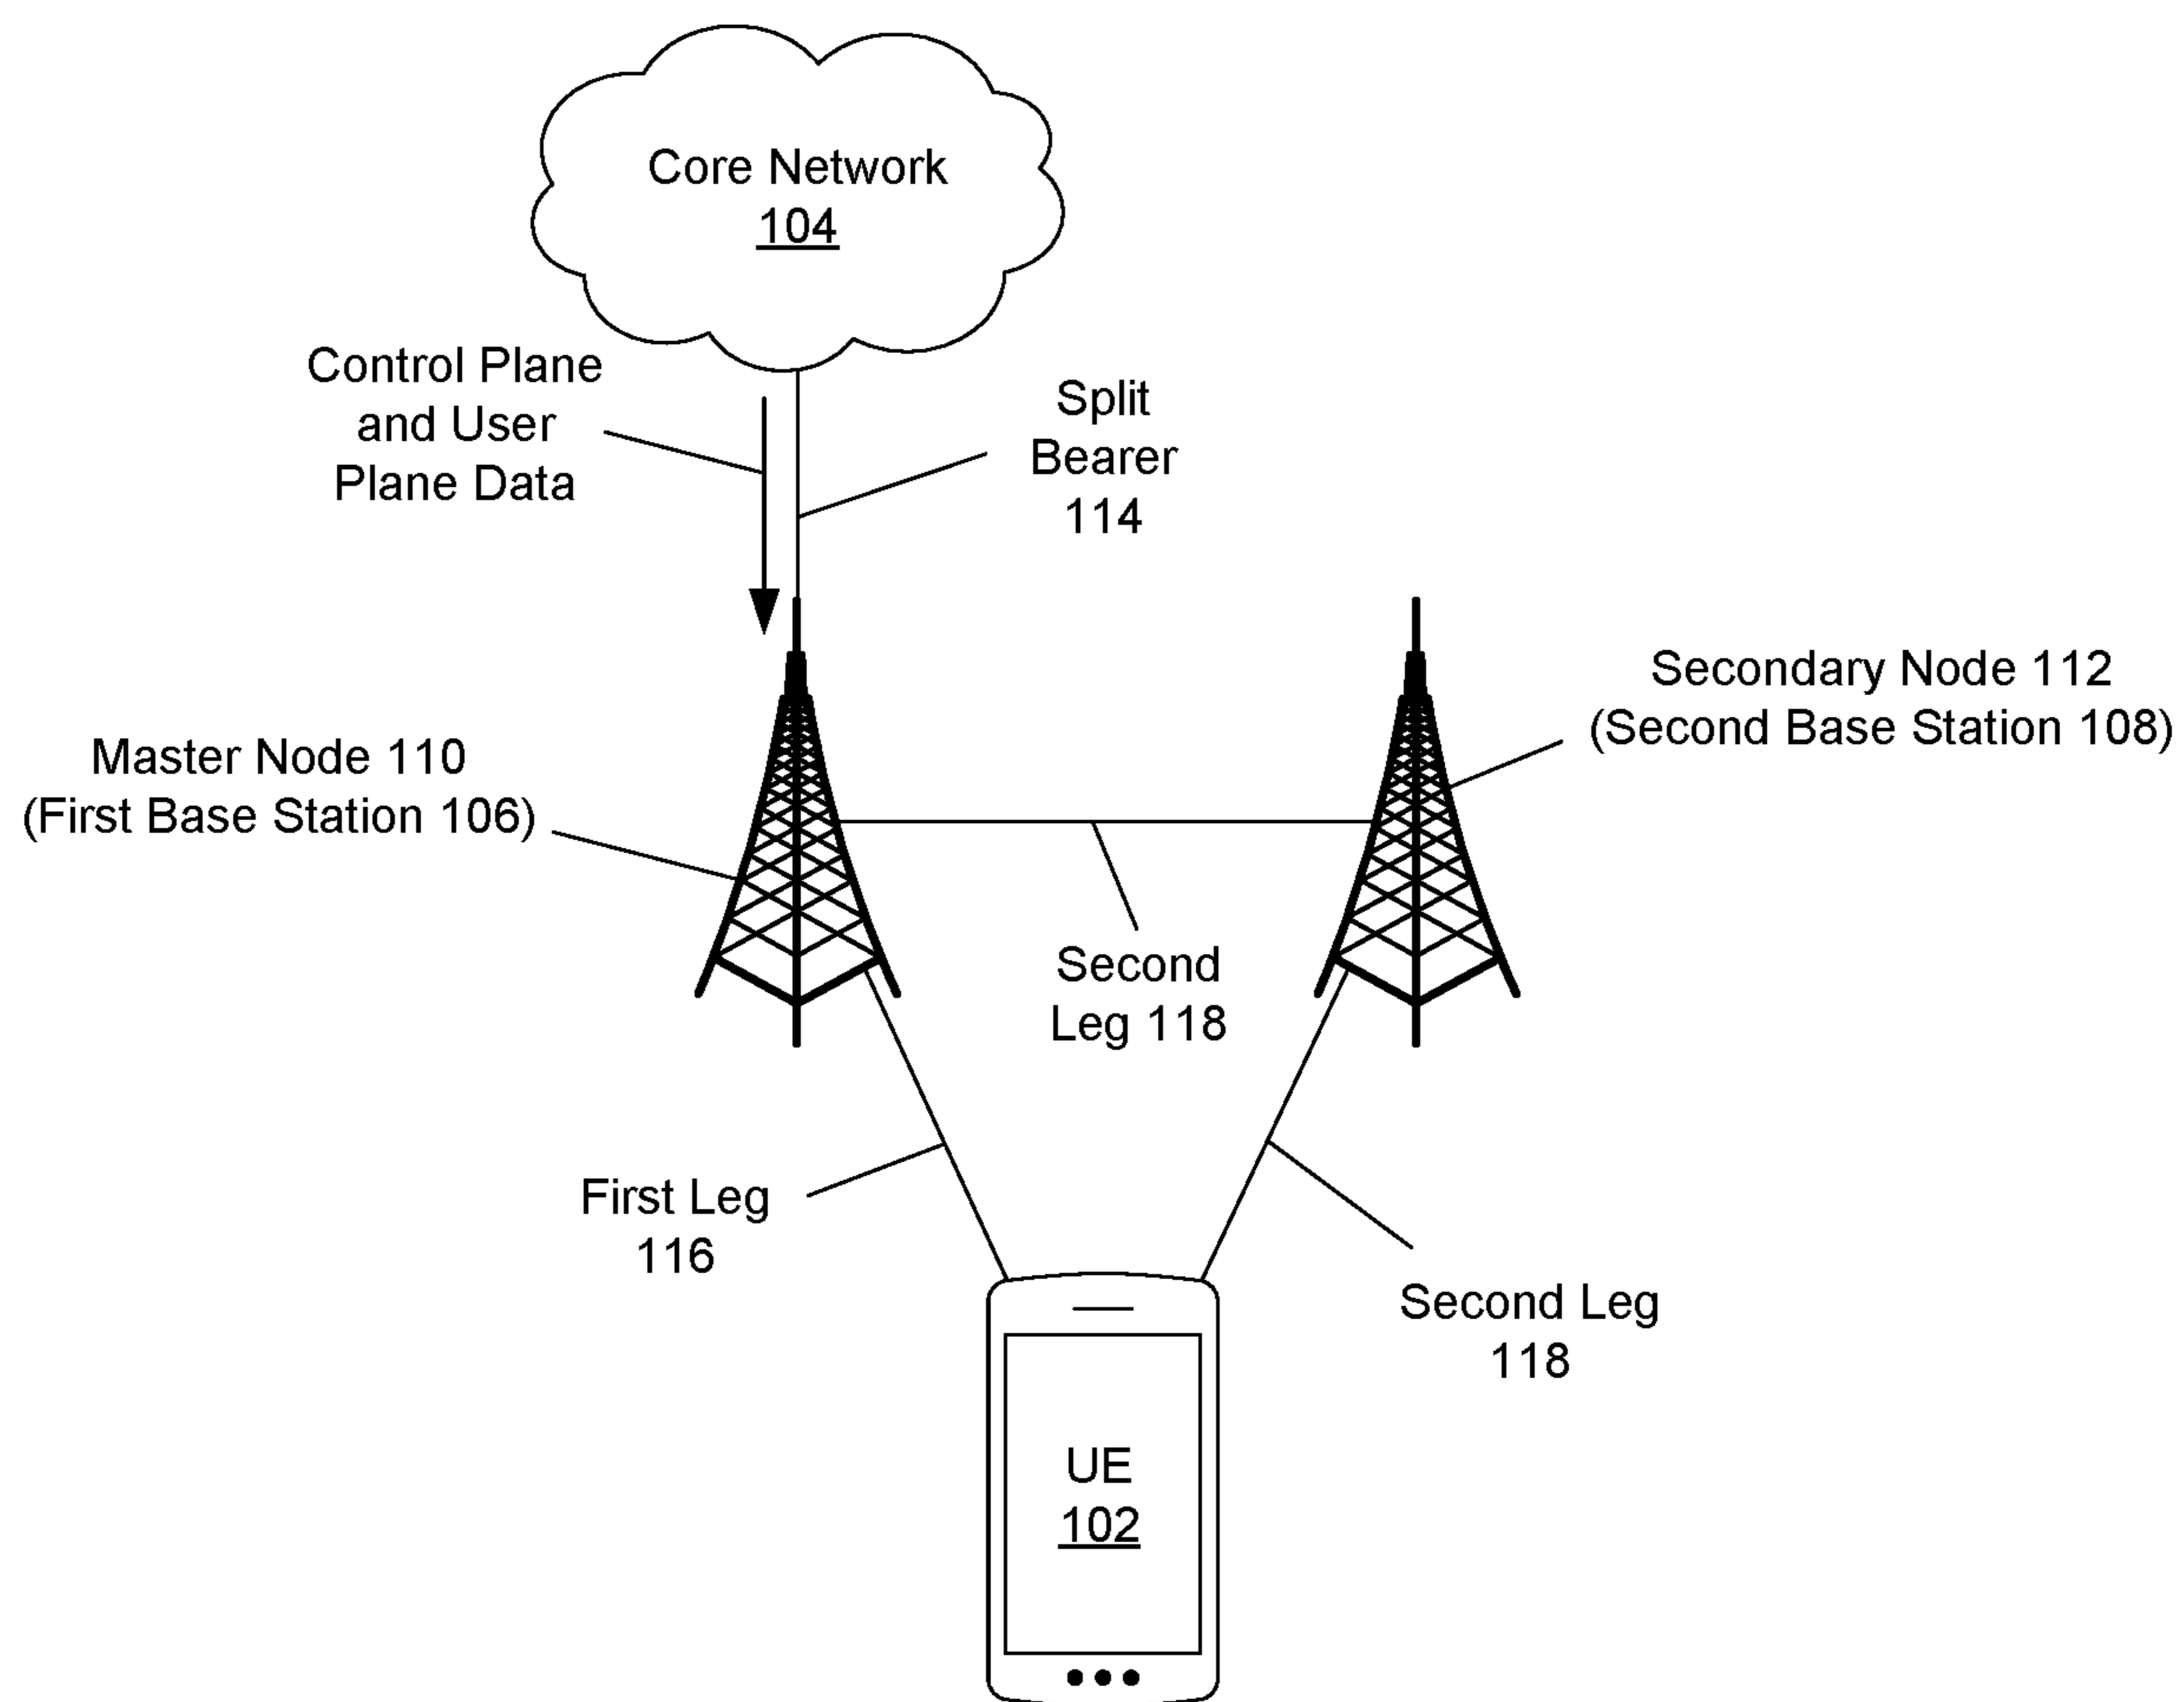 Core Network
104
Control Plane
and User
Plane Data
Split
Bearer
114
Secondary Node 112
(Second Base Station 108)
Master Node 110
(First Base Station 106)
Second
Leg 118
First Leg
116
Second Leg
118
UE
102